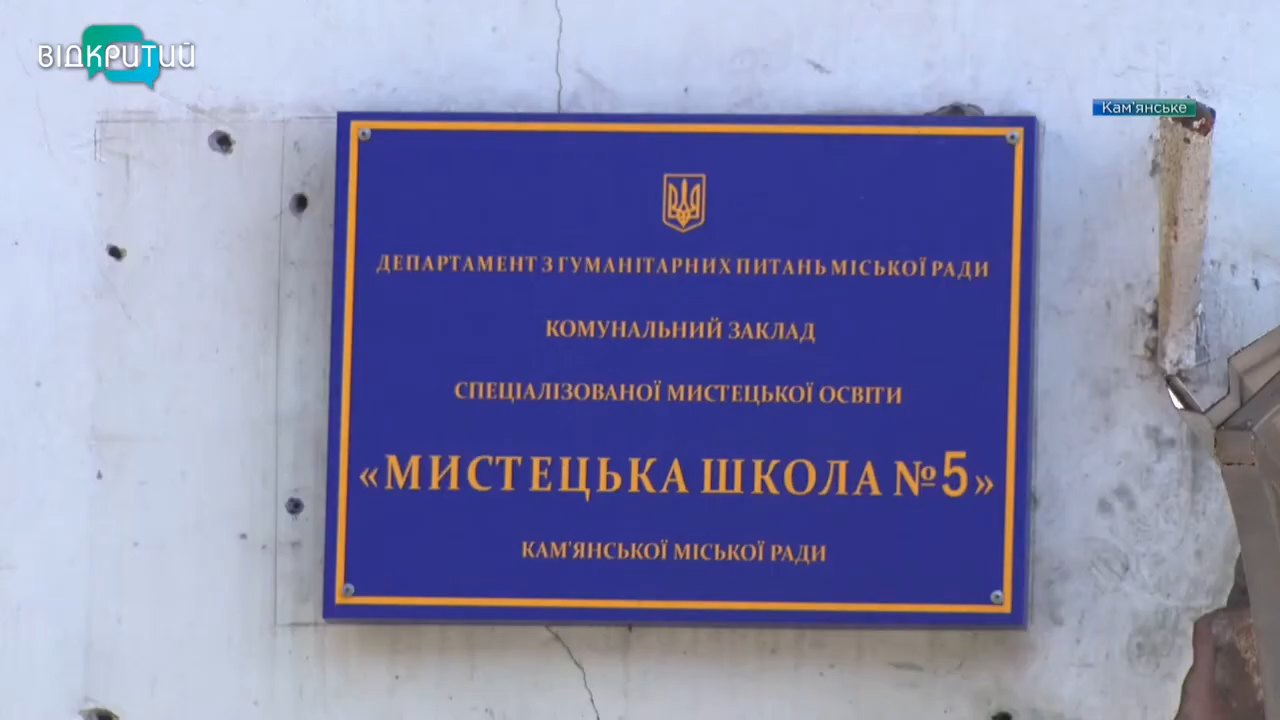 ВІДКРИТИЙ
Кам'янське
ДЕПАРТАМЕНТ З ГУМАНІТАРНИХ ПИТАНЬ МІСЬКОЇ РАДИ
КОМУНАЛЬНИЙ ЗАКЛАД
СПЕЦІАЛІЗОВАНОЇ МИСТЕЦЬКОЇ ОСВІТИ
«МИСТЕЦЬКА ШКОЛА №5»
КАМ'ЯНСЬКОЇ МІСЬКОЇ РАДИ